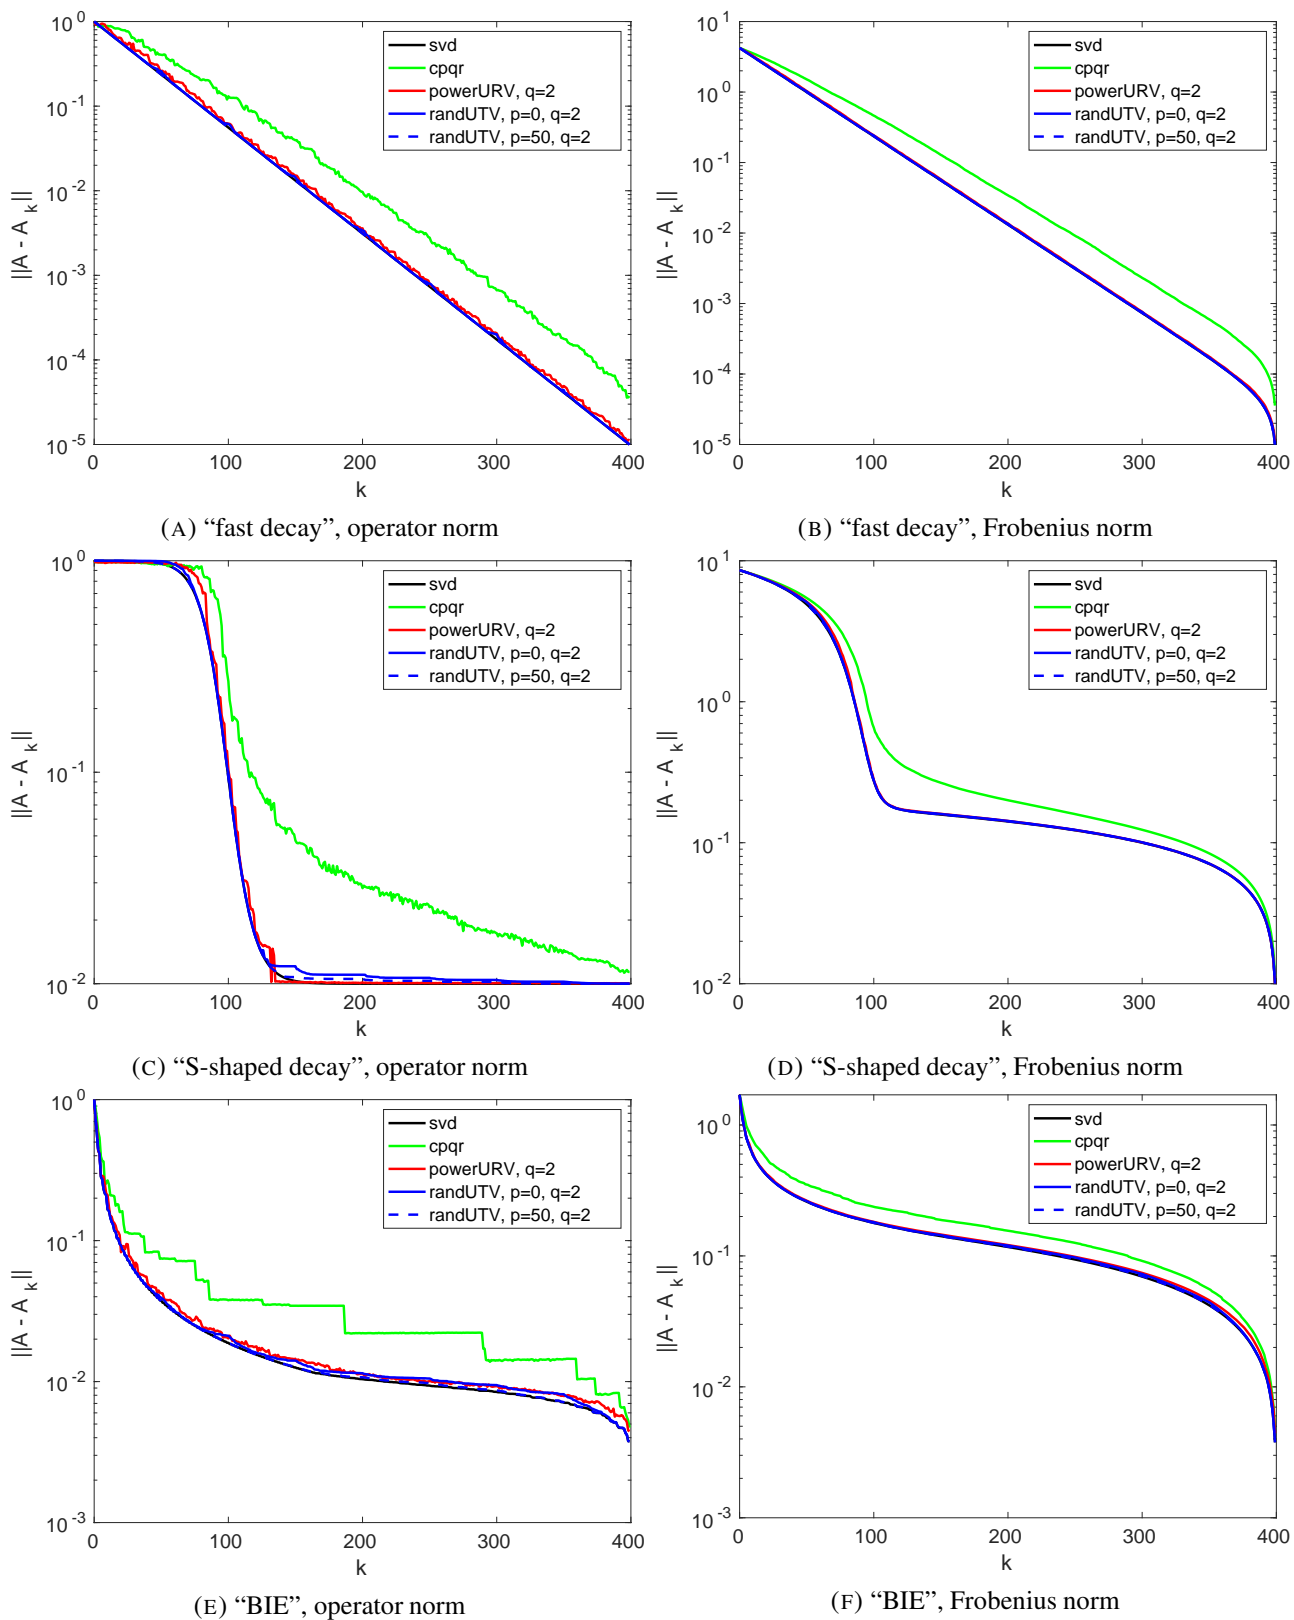 10^0
10^-1
10^-2
10^-3
10^-4
10^-5
||A - A_k||
0 100 200 300 400
k
svd
cpqr
powerURV, q=2
randUTV, p=0, q=2
randUTV, p=50, q=2
(A) “fast decay”, operator norm
10^1
10^0
10^-1
10^-2
10^-3
10^-4
10^-5
||A - A_k||
0 100 200 300 400
k
svd
cpqr
powerURV, q=2
randUTV, p=0, q=2
randUTV, p=50, q=2
(B) “fast decay”, Frobenius norm
10^0
10^-1
10^-2
||A - A_k||
0 100 200 300 400
k
svd
cpqr
powerURV, q=2
randUTV, p=0, q=2
randUTV, p=50, q=2
(C) “S-shaped decay”, operator norm
10^1
10^0
10^-1
10^-2
||A - A_k||
0 100 200 300 400
k
svd
cpqr
powerURV, q=2
randUTV, p=0, q=2
randUTV, p=50, q=2
(D) “S-shaped decay”, Frobenius norm
10^0
10^-1
10^-2
10^-3
||A - A_k||
0 100 200 300 400
k
svd
cpqr
powerURV, q=2
randUTV, p=0, q=2
randUTV, p=50, q=2
(E) “BIE”, operator norm
10^0
10^-1
10^-2
10^-3
||A - A_k||
0 100 200 300 400
k
svd
cpqr
powerURV, q=2
randUTV, p=0, q=2
randUTV, p=50, q=2
(F) “BIE”, Frobenius norm